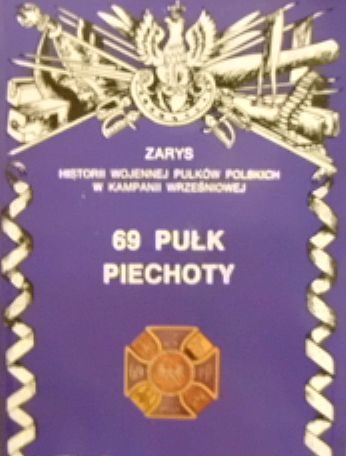 ZARYS
HISTORII WOJENNEJ PUŁKÓW POLSKICH
W KAMPANII WRZEŚNIOWEJ
69 PUŁK
PIECHOTY